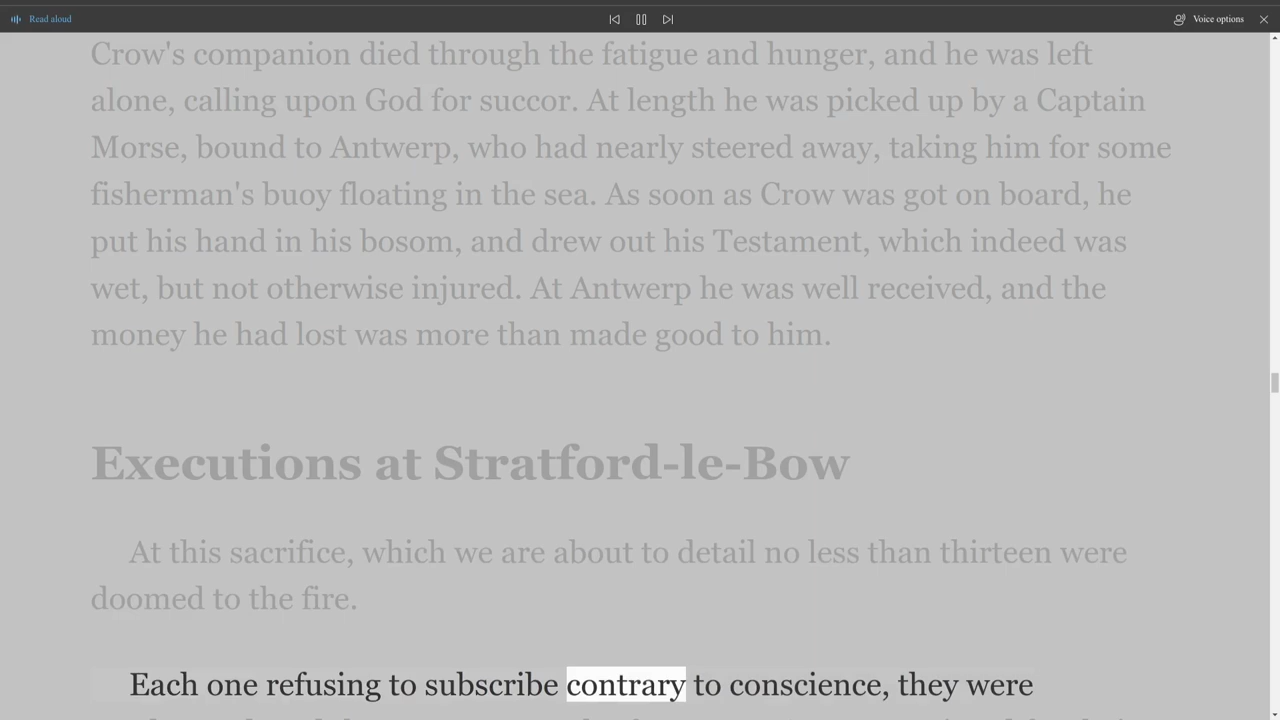 Read aloud
Voice options
Crow's companion died through the fatigue and hunger, and he was left
alone, calling upon God for succor. At length he was picked up by a Captain
Morse, bound to Antwerp, who had nearly steered away, taking him for some
fisherman's buoy floating in the sea. As soon as Crow was got on board, he
put his hand in his bosom, and drew out his Testament, which indeed was
wet, but not otherwise injured. At Antwerp he was well received, and the
money he had lost was more than made good to him.
Executions at Stratford-le-Bow
At this sacrifice, which we are about to detail no less than thirteen were
doomed to the fire.
Each one refusing to subscribe contrary to conscience, they were